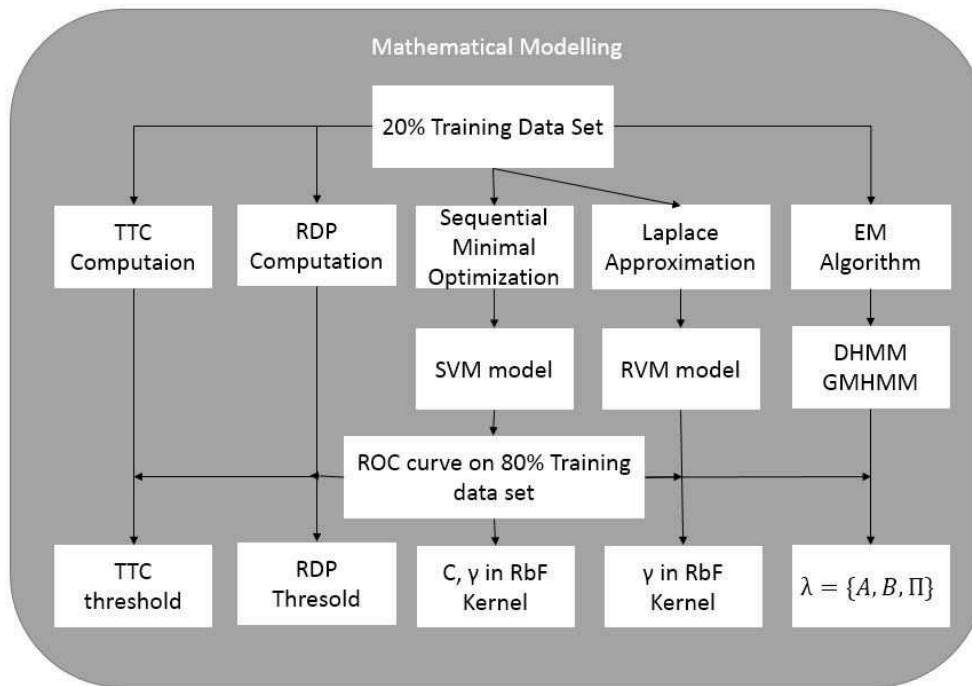 Mathematical Modelling
20% Training Data Set
TTC
Computaion
RDP
Computation
Sequential
Minimal
Optimization
Laplace
Approximation
EM
Algorithm
SVM model
RVM model
DHMM
GMHMM
ROC curve on 80% Training
data set
TTC
threshold
RDP
Thresold
C, γ in RbF
Kernel
γ in RbF
Kernel
λ = {A, B, Π}